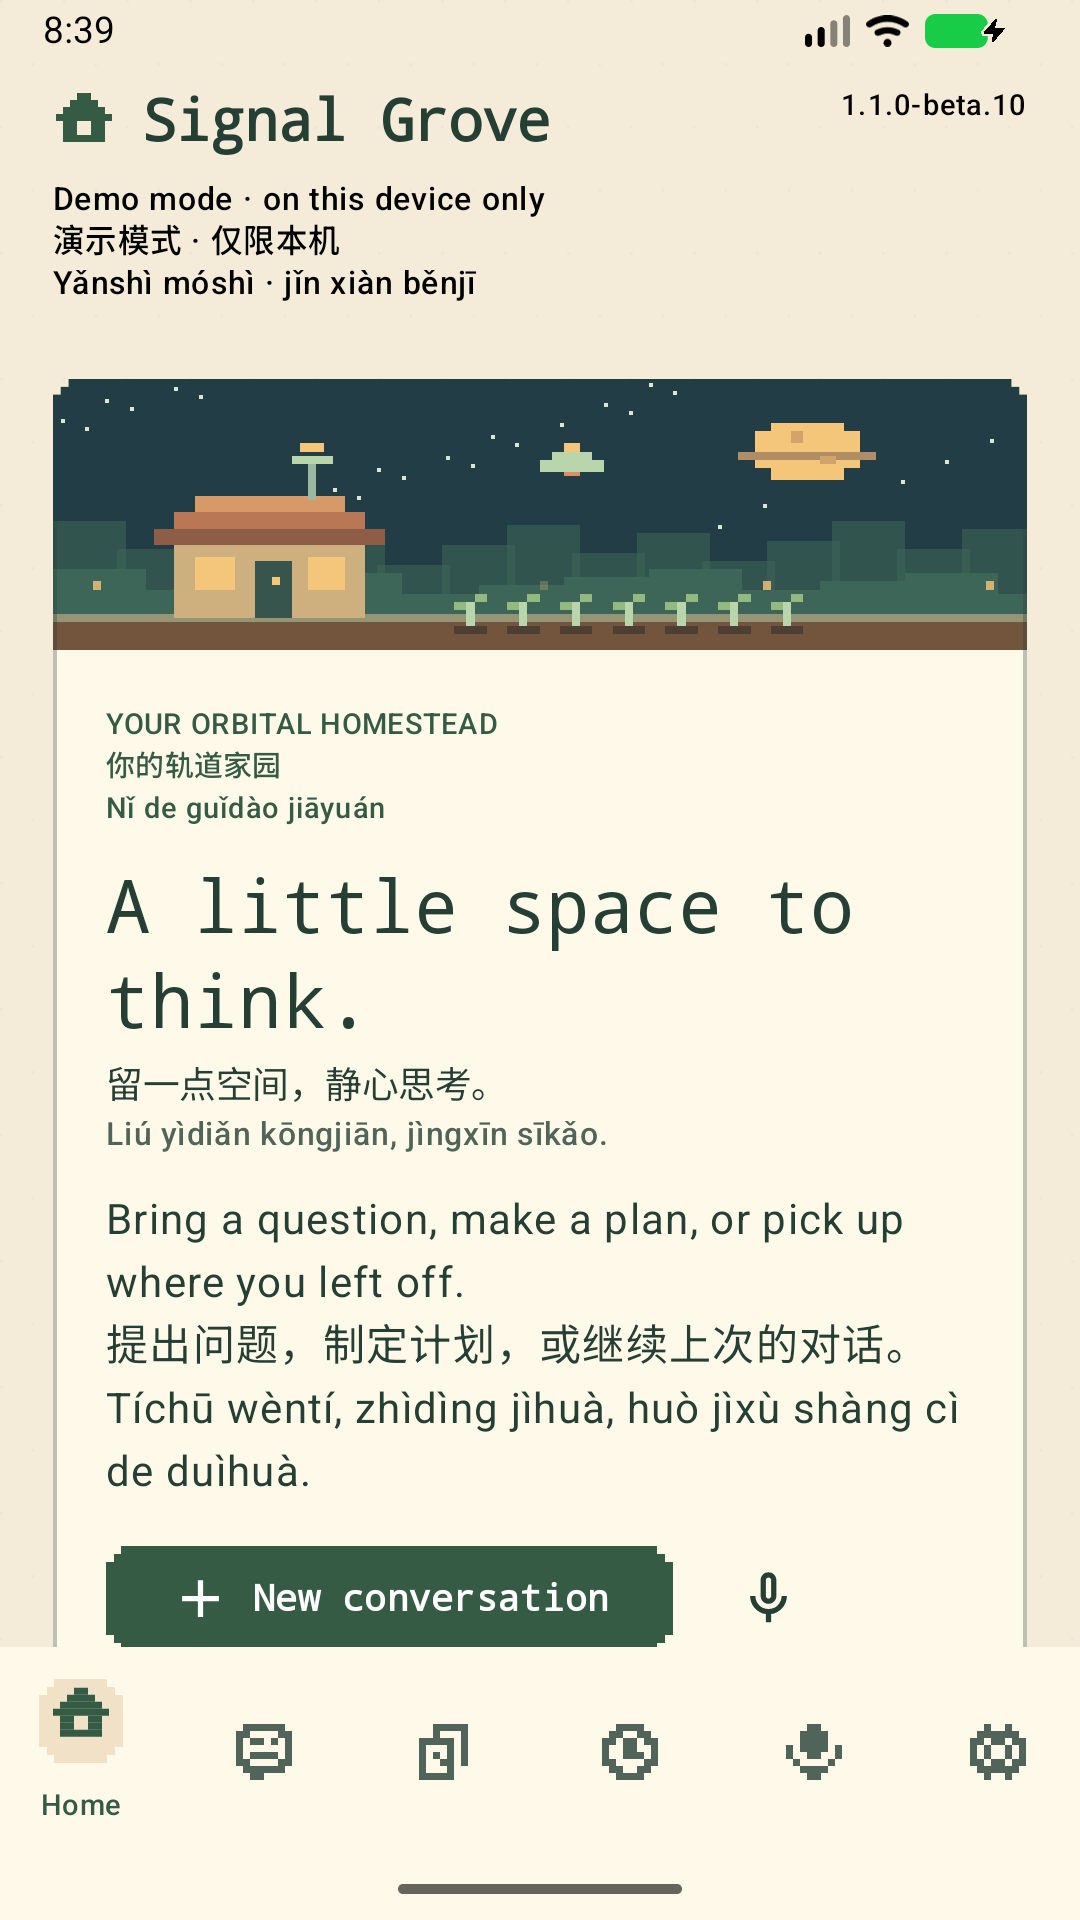 8:39
Signal Grove
1.1.0-beta.10
Demo mode · on this device only
演示模式 · 仅限本机
Yǎnshì móshì · jǐn xiàn běnjī
YOUR ORBITAL HOMESTEAD
你的轨道家园
Nǐ de guǐdào jiāyuán
A little space to
think.
留一点空间，静心思考。
Liú yìdiǎn kōngjiān, jìngxīn sīkǎo.
Bring a question, make a plan, or pick up
where you left off.
提出问题，制定计划，或继续上次的对话。
Tíchū wèntí, zhìdìng jìhuà, huò jìxù shàng cì
de duìhuà.
New conversation
Home